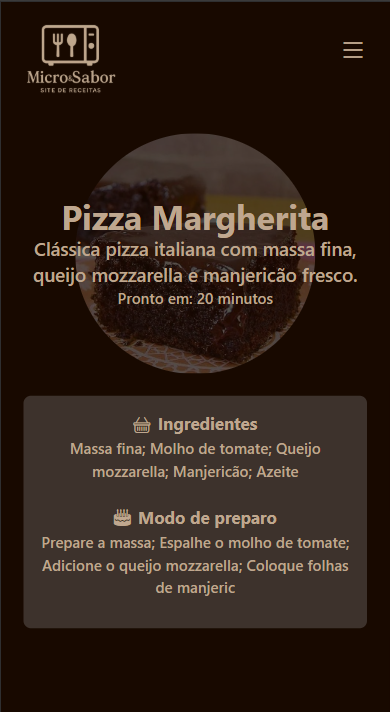 Micro&Sabor
SITE DE RECEITAS
Pizza Margherita
Clássica pizza italiana com massa fina,
queijo mozzarella e manjericão fresco.
Pronto em: 20 minutos
Ingredientes
Massa fina; Molho de tomate; Queijo
mozzarella; Manjericão; Azeite
Modo de preparo
Prepare a massa; Espalhe o molho de tomate;
Adicione o queijo mozzarella; Coloque folhas
de manjeric